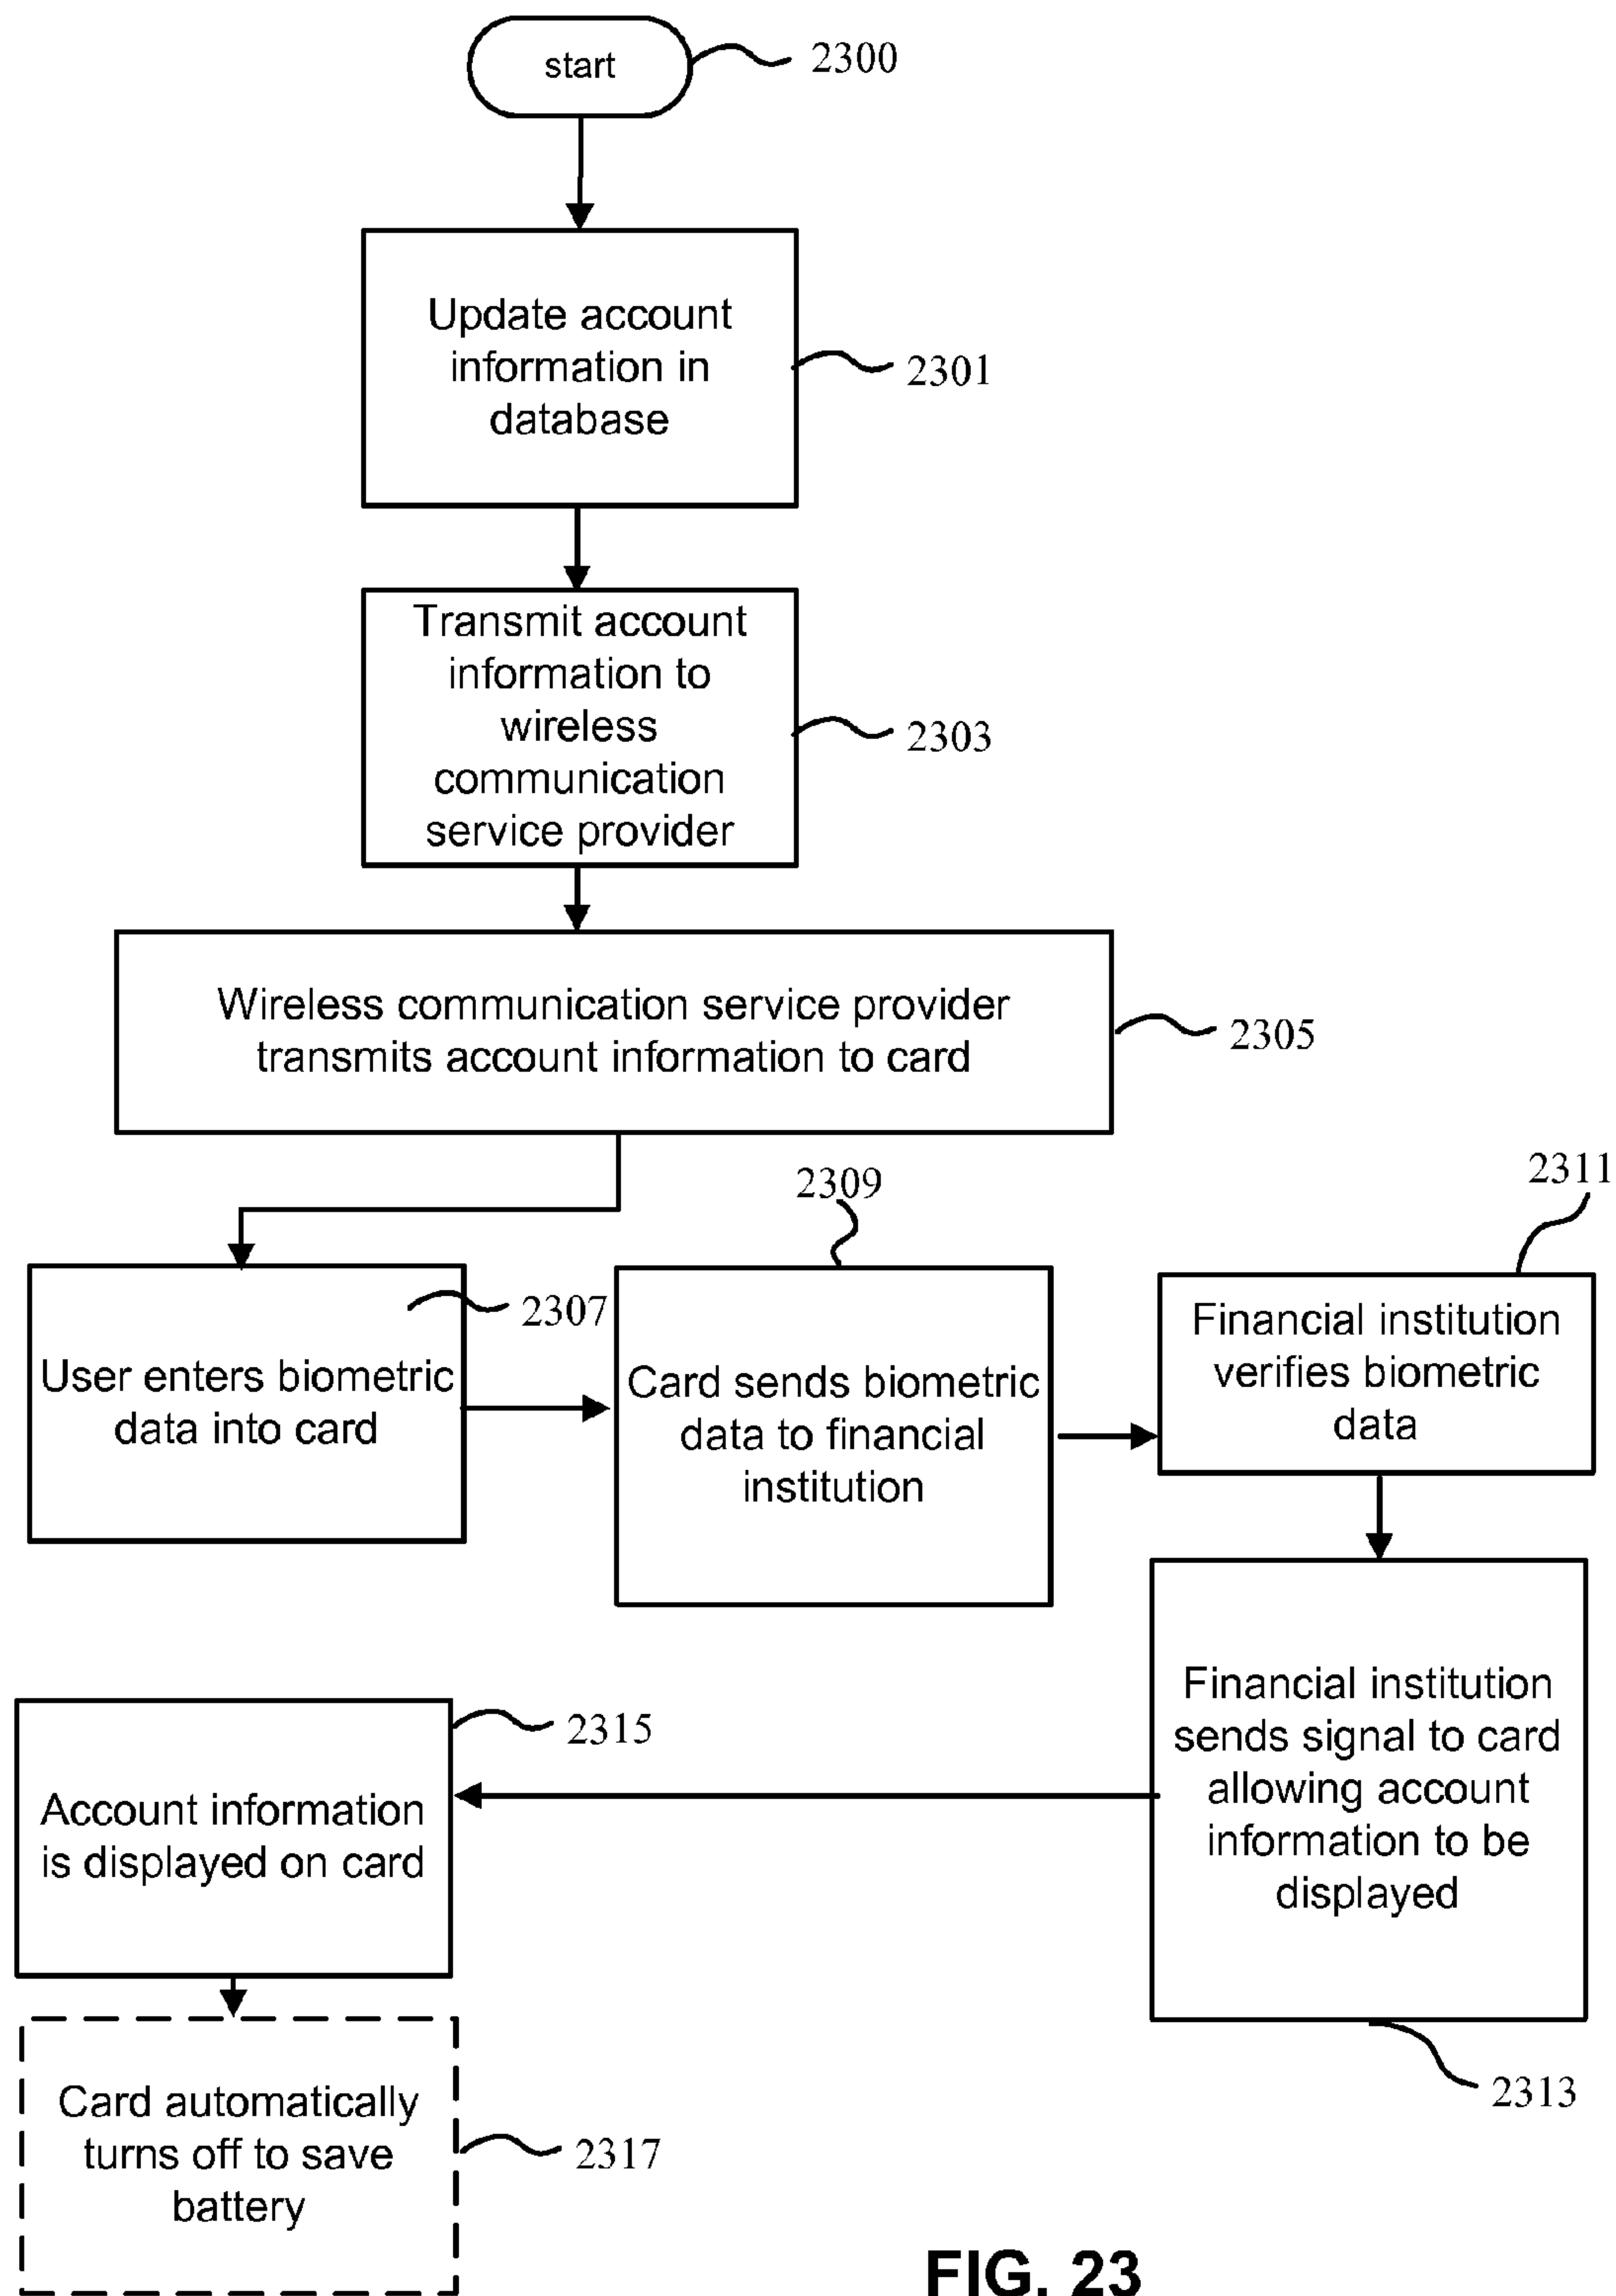 start
2300
Update account
information in
database
2301
Transmit account
information to
wireless
communication
service provider
2303
Wireless communication service provider
transmits account information to card
2305
2309
2311
2307
User enters biometric
data into card
Card sends biometric
data to financial
institution
Financial institution
verifies biometric
data
Financial institution
sends signal to card
allowing account
information to be
displayed
2313
2315
Account information
is displayed on card
Card automatically
turns off to save
battery
2317
FIG. 23